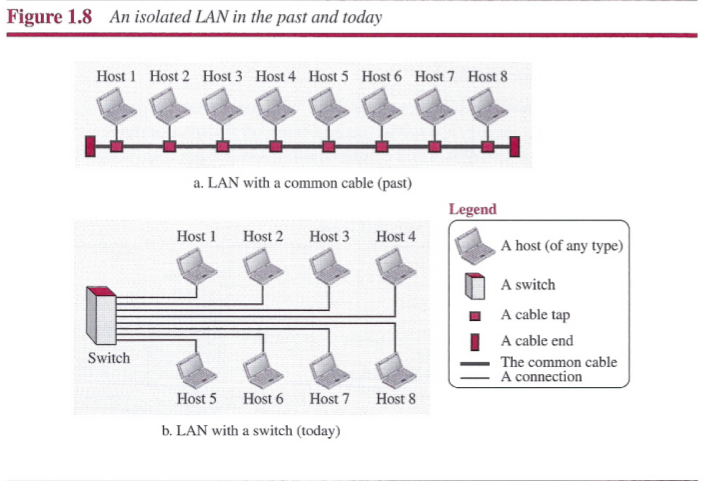 Figure 1.8 An isolated LAN in the past and today
Host 1 Host 2 Host 3 Host 4 Host 5 Host 6 Host 7 Host 8
a. LAN with a common cable (past)
Host 1 Host 2 Host 3 Host 4
Switch
Host 5 Host 6 Host 7 Host 8
b. LAN with a switch (today)
Legend
A host (of any type)
A switch
A cable tap
A cable end
The common cable
A connection